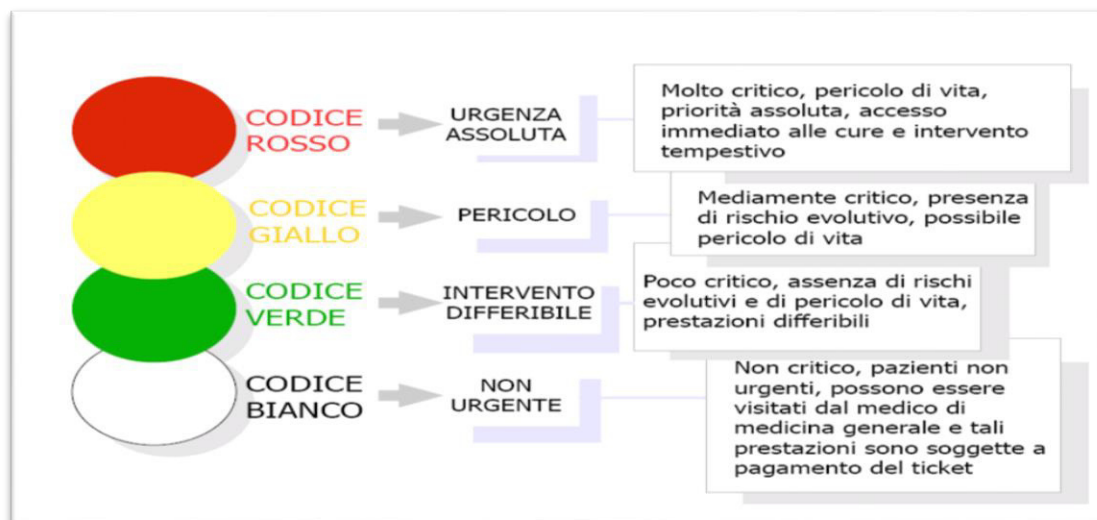 CODICE
ROSSO
URGENZA
ASSOLUTA
Molto critico, pericolo di vita,
priorità assoluta, accesso
immediato alle cure e intervento
tempestivo
CODICE
GIALLO
PERICOLO
Mediamente critico, presenza
di rischio evolutivo, possibile
pericolo di vita
CODICE
VERDE
INTERVENTO
DIFFERIBILE
Poco critico, assenza di rischi
evolutivi e di pericolo di vita,
prestazioni differibili
CODICE
BIANCO
NON
URGENTE
Non critico, pazienti non
urgenti, possono essere
visitati dal medico di
medicina generale e tali
prestazioni sono soggette a
pagamento del ticket